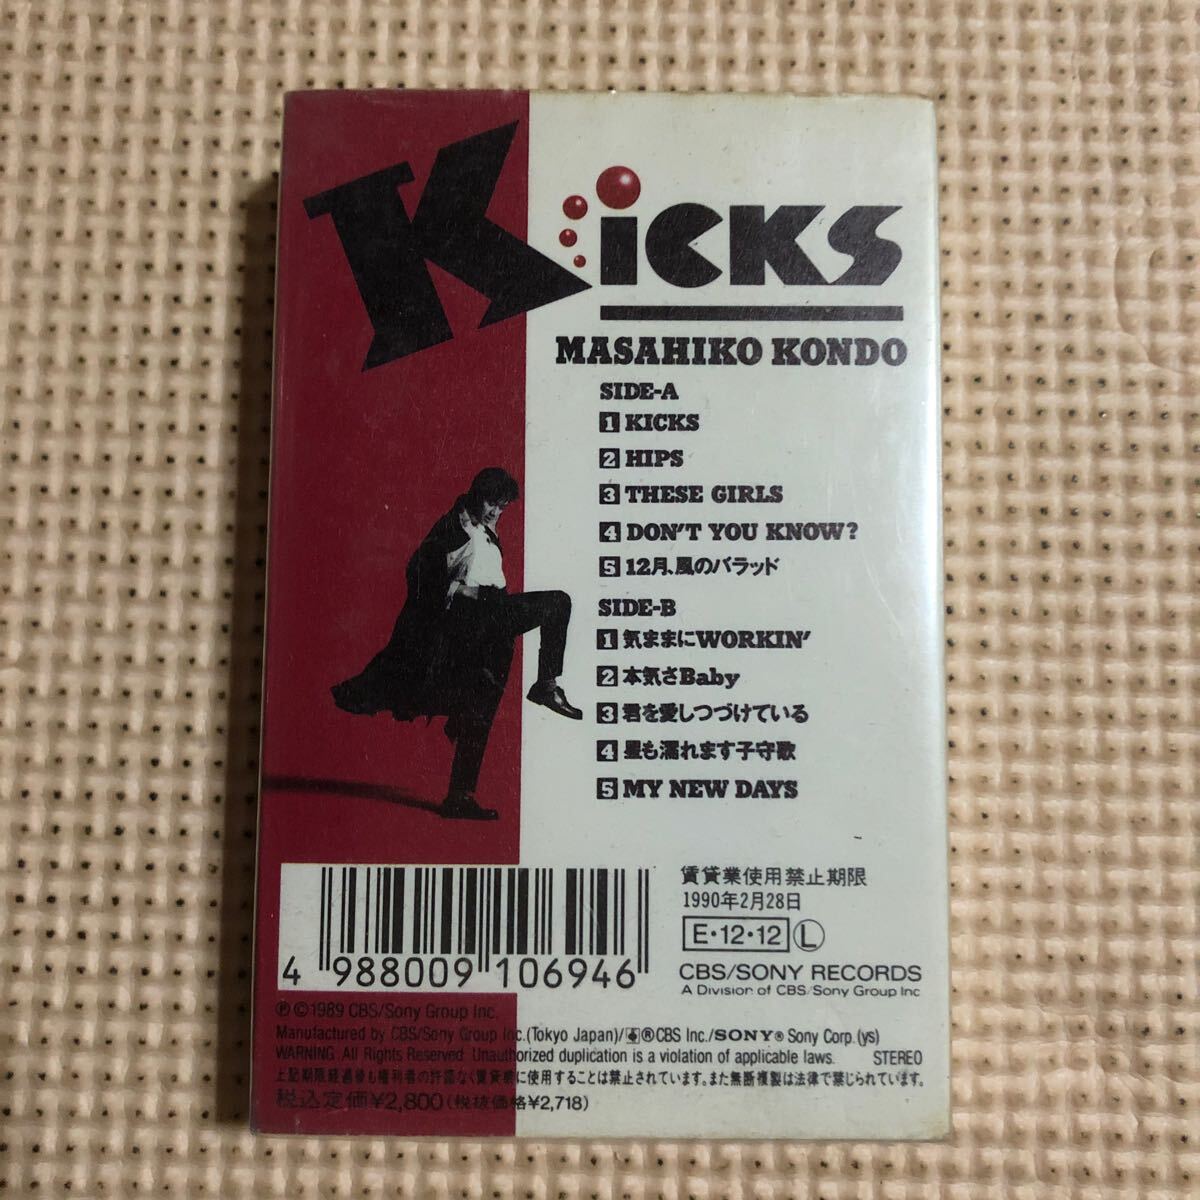 KiCKS
MASAHIKO KONDO
SIDE-A
1 KICKS
2 HIPS
3 THESE GIRLS
4 DON'T YOU KNOW?
5 12月、風のバラッド
SIDE-B
1 気ままにWORKIN'
2 本気さBaby
3 君を愛しつづけている
4 昼も濡れます子守歌
5 MY NEW DAYS
賃貸業使用禁止期限
1990年2月28日
E・12・12 L
CBS/SONY RECORDS
A Division of CBS/Sony Group Inc
4 988009 106946
Ⓟ©1989 CBS/Sony Group Inc.
Manufactured by CBS/Sony Group Inc.(Tokyo Japan)/®CBS Inc./SONY® Sony Corp.(ys)
WARNING. All Rights Reserved. Unauthorized duplication is a violation of applicable laws. STEREO
上記期限経過後も権利者の許諾なく賃貸業に使用することは禁止されています。また無断複製は法律で禁じられています。
税込定価¥2,800(税抜価格¥2,718)